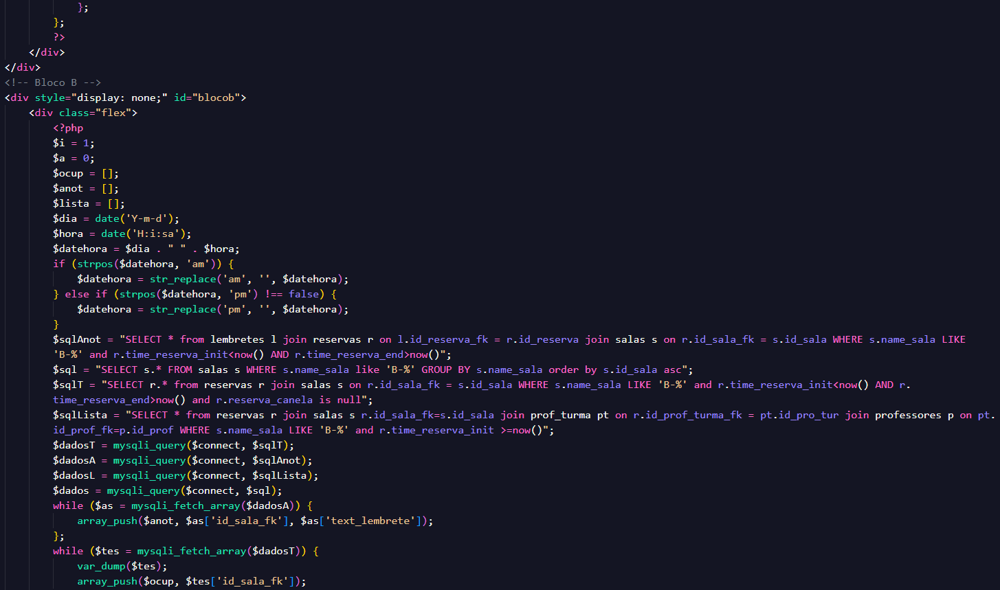 };
};
?>
</div>
</div>
<!-- Bloco B -->
<div style="display: none;" id="blocob">
<div class="flex">
<?php
$i = 1;
$a = 0;
$ocup = [];
$anot = [];
$lista = [];
$dia = date('Y-m-d');
$hora = date('H:i:sa');
$datehora = $dia . " " . $hora;
if (strpos($datehora, 'am')) {
$datehora = str_replace('am', '', $datehora);
} else if (strpos($datehora, 'pm') !== false) {
$datehora = str_replace('pm', '', $datehora);
}
$sqlAnot = "SELECT * from lembretes l join reservas r on l.id_reserva_fk = r.id_reserva join salas s on r.id_sala_fk = s.id_sala WHERE s.name_sala LIKE
'B-%' and r.time_reserva_init<now() AND r.time_reserva_end>now()";
$sql = "SELECT s.* FROM salas s WHERE s.name_sala like 'B-%' GROUP BY s.name_sala order by s.id_sala asc";
$sqlT = "SELECT r.* from reservas r join salas s on r.id_sala_fk = s.id_sala WHERE s.name_sala LIKE 'B-%' and r.time_reserva_init<now() AND r.
time_reserva_end>now() and r.reserva_canela is null";
$sqlLista = "SELECT * from reservas r join salas s r.id_sala_fk=s.id_sala join prof_turma pt on r.id_prof_turma_fk = pt.id_pro_tur join professores p on pt.
id_prof_fk=p.id_prof WHERE s.name_sala LIKE 'B-%' and r.time_reserva_init >=now()";
$dadosT = mysqli_query($connect, $sqlT);
$dadosA = mysqli_query($connect, $sqlAnot);
$dadosL = mysqli_query($connect, $sqlLista);
$dados = mysqli_query($connect, $sql);
while ($as = mysqli_fetch_array($dadosA)) {
array_push($anot, $as['id_sala_fk'], $as['text_lembrete']);
};
while ($tes = mysqli_fetch_array($dadosT)) {
var_dump($tes);
array_push($ocup, $tes['id_sala_fk']);